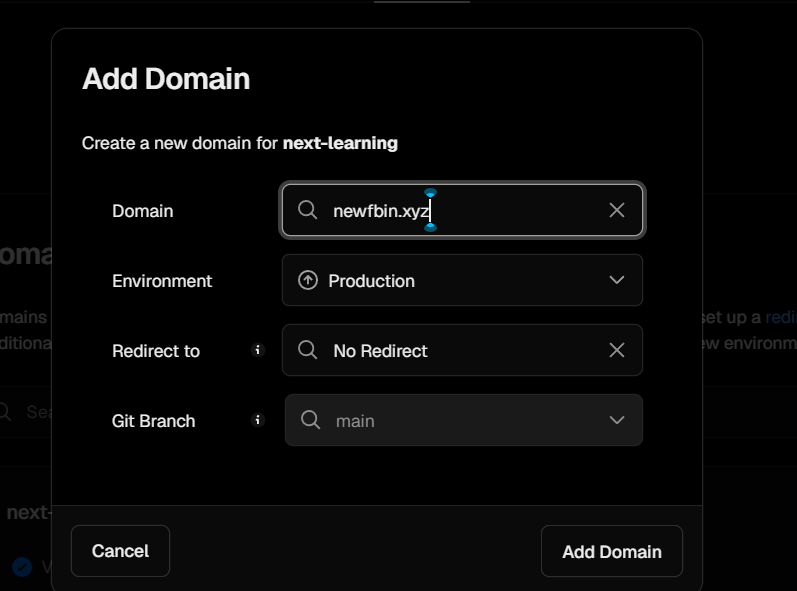 Add Domain
Create a new domain for next-learning
Domain
newfbin.xyz
Environment
Production
Redirect to
No Redirect
Git Branch
main
Cancel
Add Domain
oma
mains
set up a redi
ditiona
ew environm
Sea
next-
V